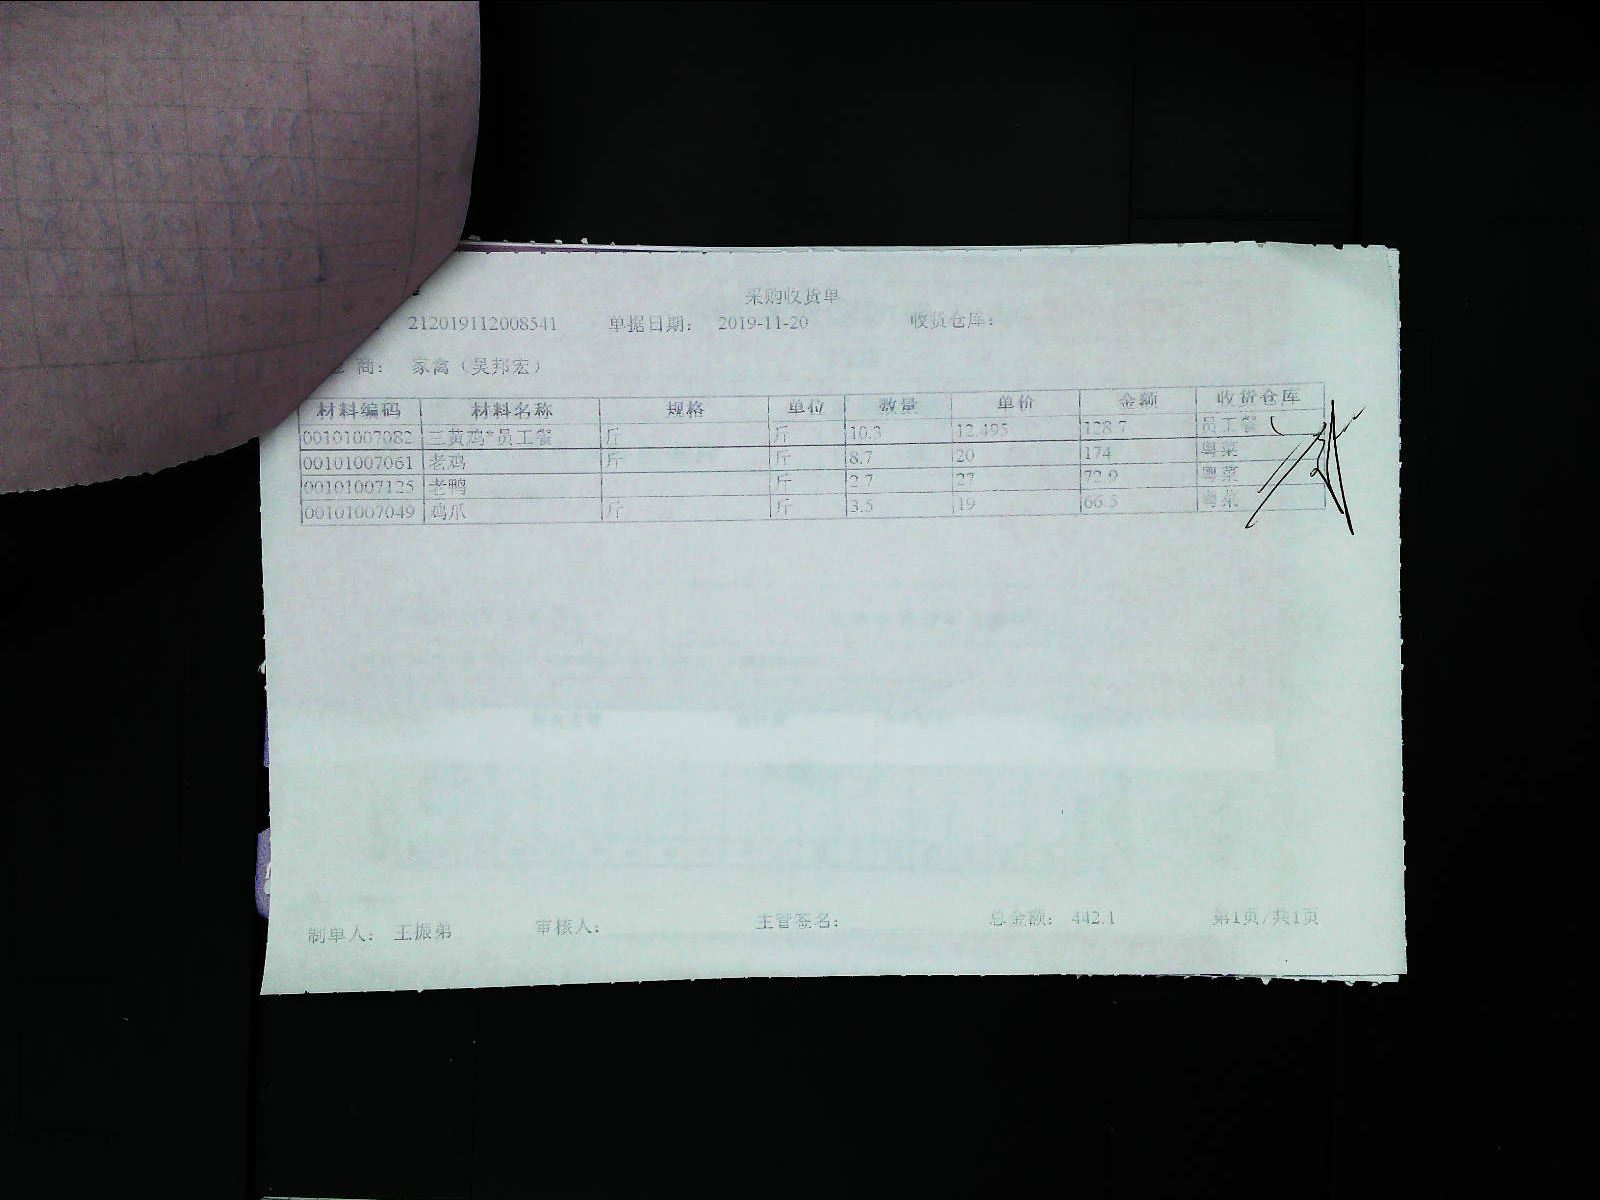 采购收货单
212019112008541 单据日期: 2019-11-20 收货仓库:
商: 家禽（吴邦宏）
材料编码 材料名称 规格 单位 数量 单价 金额 收货仓库
00101007082 三黄鸡*员工餐 斤 斤 10.3 12.495 128.7 员工餐
00101007061 老鸡 斤 斤 8.7 20 174 粤菜
00101007125 老鸭 斤 2.7 27 72.9 粤菜
00101007049 鸡爪 斤 斤 3.5 19 66.5 粤菜
制单人: 王振弟 审核人: 主管签名: 总金额: 442.1 第1页/共1页